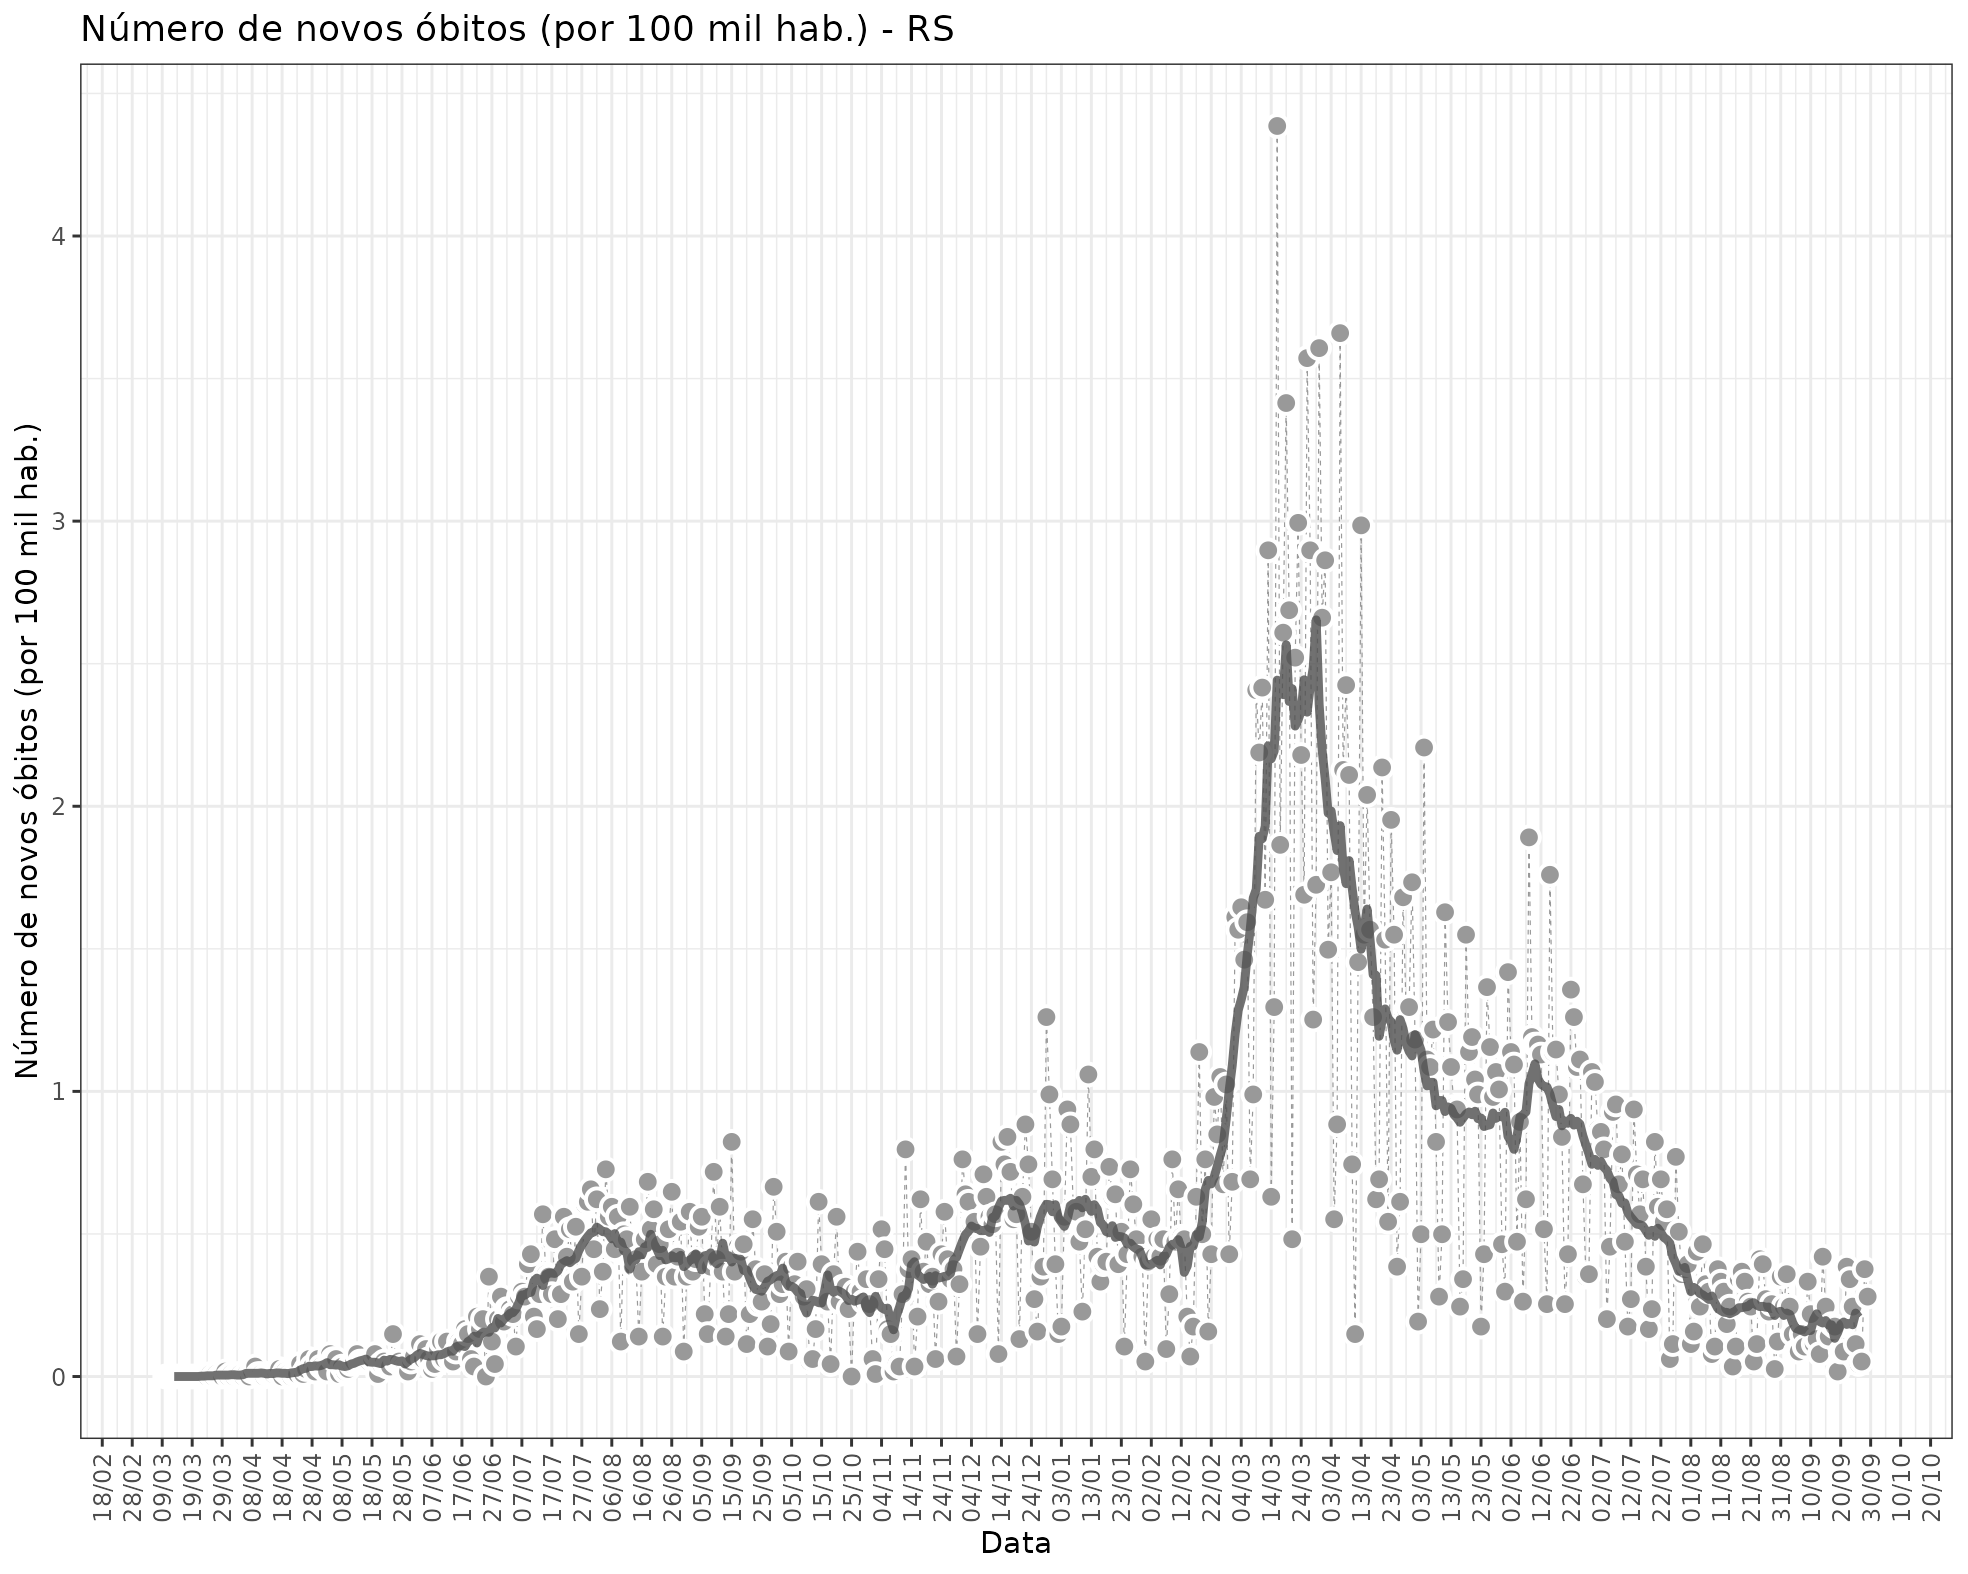 Número de novos óbitos (por 100 mil hab.) - RS
Número de novos óbitos (por 100 mil hab.)
4
3
2
1
0
18/02 28/02 09/03 19/03 29/03 08/04 18/04 28/04 08/05 18/05 28/05 07/06 17/06 27/06 07/07 17/07 27/07 06/08 16/08 26/08 05/09 15/09 25/09 05/10 15/10 25/10 04/11 14/11 24/11 04/12 14/12 24/12 03/01 13/01 23/01 02/02 12/02 22/02 04/03 14/03 24/03 03/04 13/04 23/04 03/05 13/05 23/05 02/06 12/06 22/06 02/07 12/07 22/07 01/08 11/08 21/08 31/08 10/09 20/09 30/09 10/10 20/10
Data